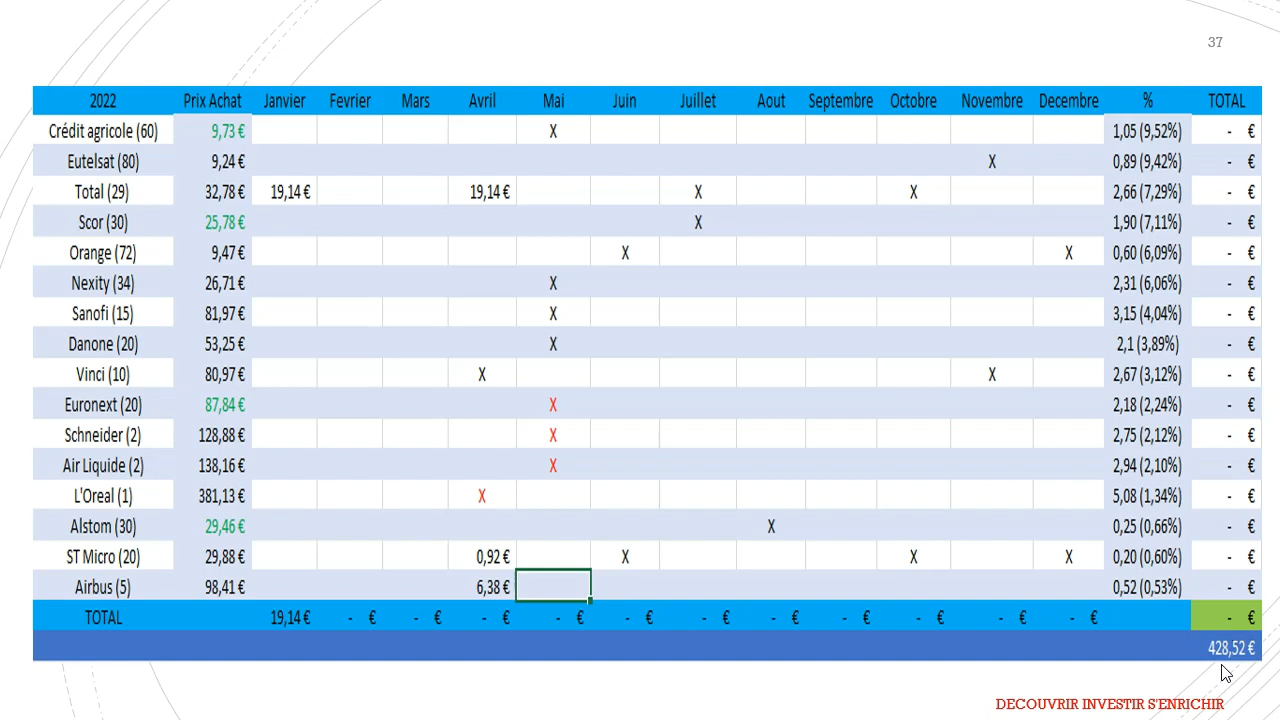 37
2022 Prix Achat Janvier Fevrier Mars Avril Mai Juin Juillet Aout Septembre Octobre Novembre Decembre % TOTAL
Crédit agricole (60) 9,73 € X 1,05 (9,52%) - €
Eutelsat (80) 9,24 € X 0,89 (9,42%) - €
Total (29) 32,78 € 19,14 € 19,14 € X X 2,66 (7,29%) - €
Scor (30) 25,78 € X 1,90 (7,11%) - €
Orange (72) 9,47 € X X 0,60 (6,09%) - €
Nexity (34) 26,71 € X 2,31 (6,06%) - €
Sanofi (15) 81,97 € X 3,15 (4,04%) - €
Danone (20) 53,25 € X 2,1 (3,89%) - €
Vinci (10) 80,97 € X X 2,67 (3,12%) - €
Euronext (20) 87,84 € X 2,18 (2,24%) - €
Schneider (2) 128,88 € X 2,75 (2,12%) - €
Air Liquide (2) 138,16 € X 2,94 (2,10%) - €
L'Oreal (1) 381,13 € X 5,08 (1,34%) - €
Alstom (30) 29,46 € X 0,25 (0,66%) - €
ST Micro (20) 29,88 € 0,92 € X X X 0,20 (0,60%) - €
Airbus (5) 98,41 € 6,38 € 0,52 (0,53%) - €
TOTAL 19,14 € - € - € - € - € - € - € - € - € - € - € - € - €
428,52 €
DECOUVRIR INVESTIR S'ENRICHIR